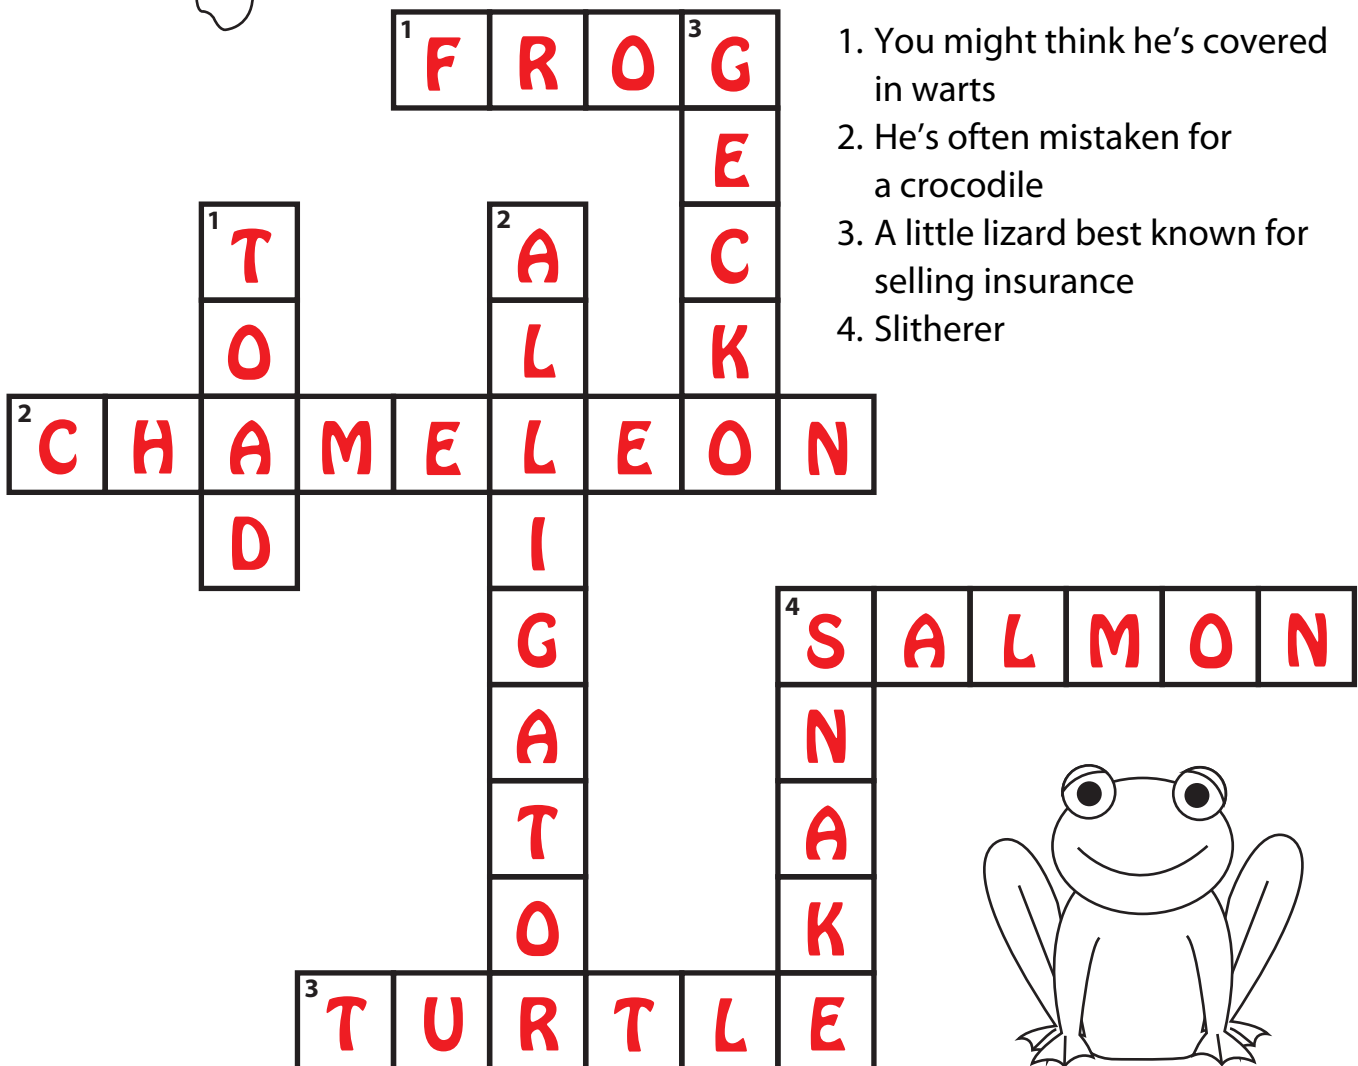 1 F R O 3 G
E
1 T 2 A C
O L K
2 C H A M E L E O N
D I
G 4 S A L M O N
A N
T A
O K
3 T U R T L E
1. You might think he’s covered
in warts
2. He’s often mistaken for
a crocodile
3. A little lizard best known for
selling insurance
4. Slitherer